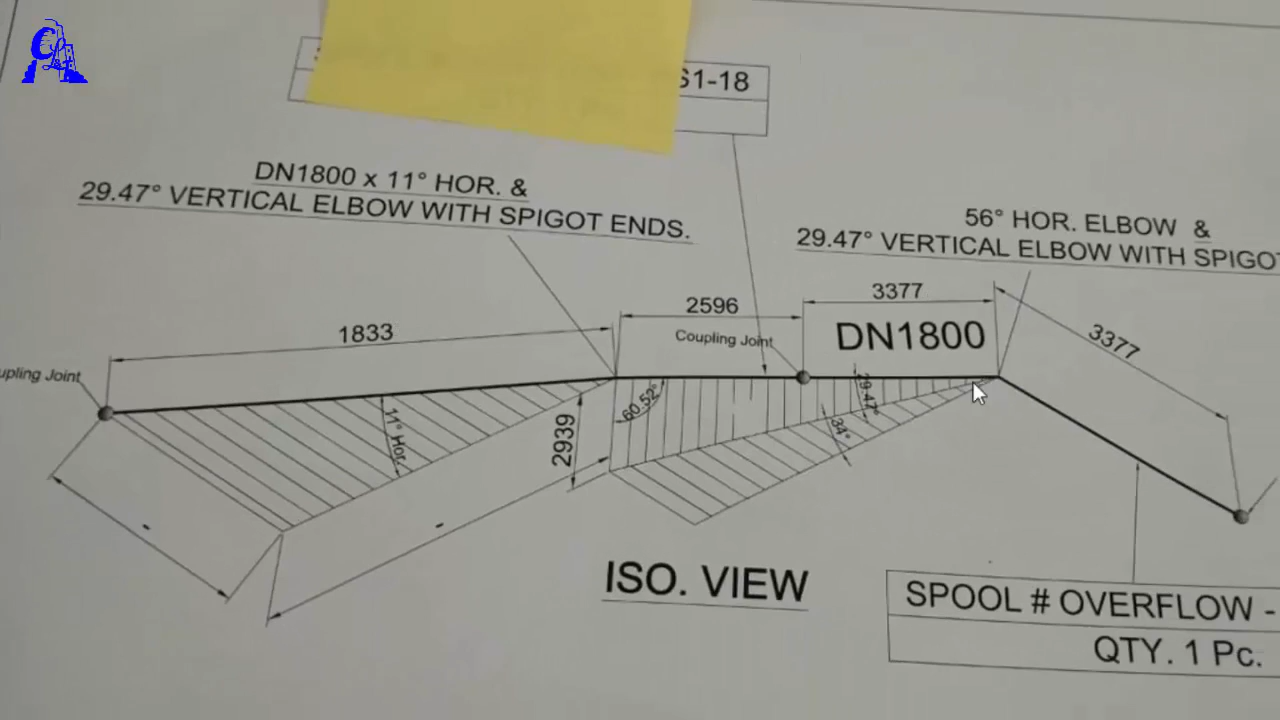 S1-18
DN1800 x 11° HOR. &
29.47° VERTICAL ELBOW WITH SPIGOT ENDS.
56° HOR. ELBOW &
29.47° VERTICAL ELBOW WITH SPIGO
1833
2596
3377
3377
Coupling Joint
DN1800
upling Joint
60.52°
29.47°
34°
11° Hor.
2939
-
-
ISO. VIEW
SPOOL # OVERFLOW -
QTY. 1 Pc.